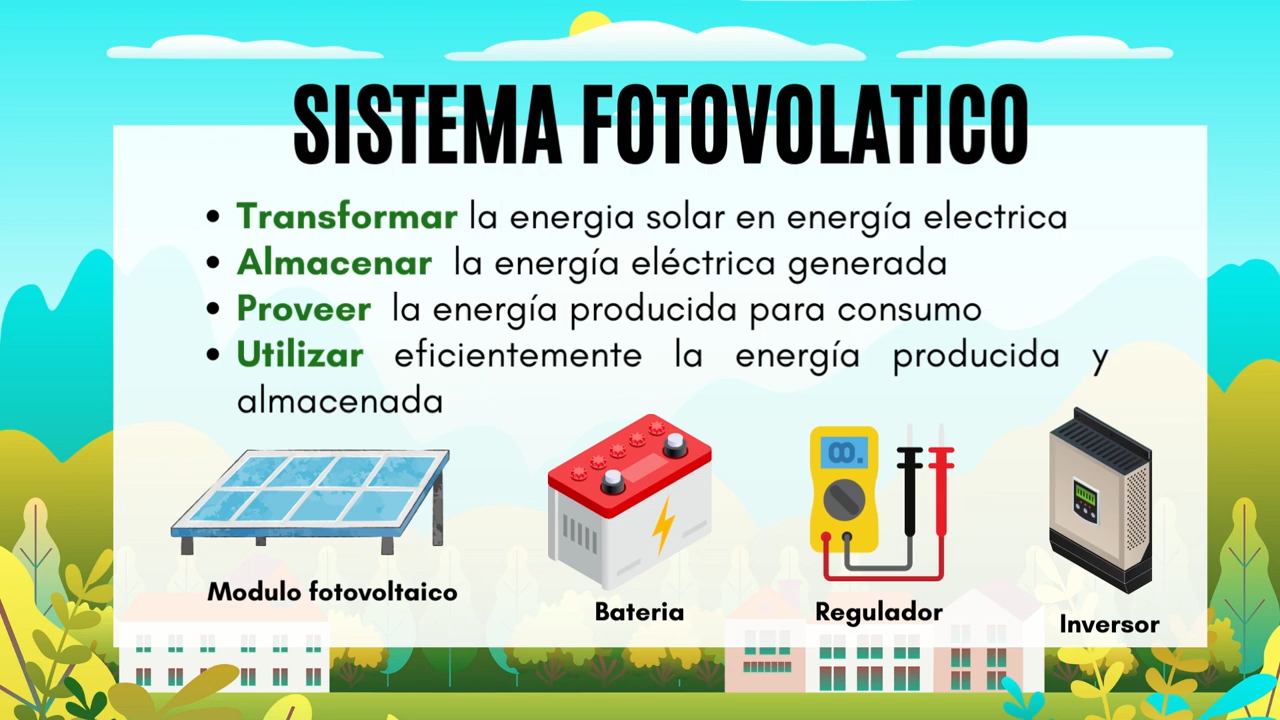 SISTEMA FOTOVOLATICO
• Transformar la energia solar en energía electrica
• Almacenar la energía eléctrica generada
• Proveer la energía producida para consumo
• Utilizar eficientemente la energía producida y
almacenada
Modulo fotovoltaico
Bateria
Regulador
Inversor